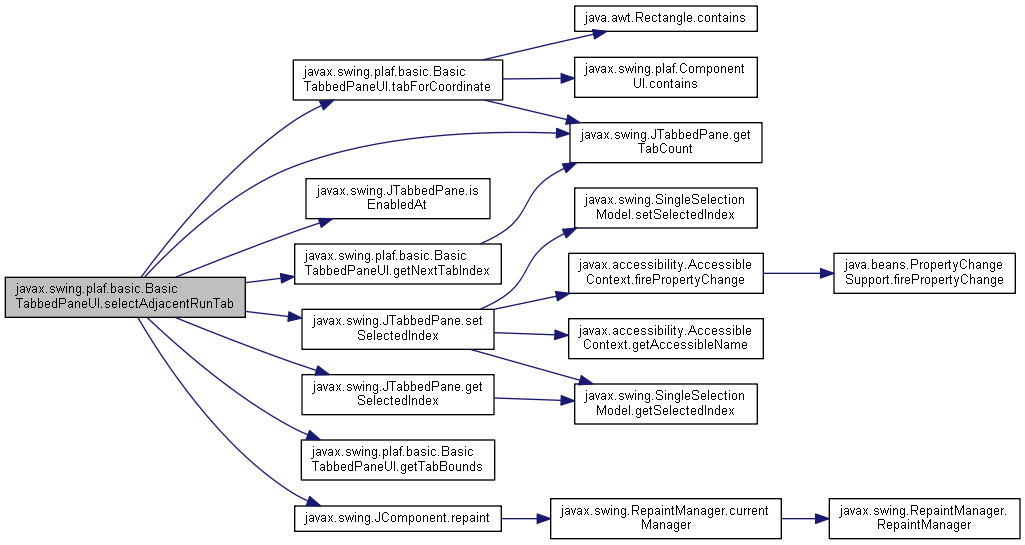 java.awt.Rectangle.contains
javax.swing.plaf.basic.Basic
TabbedPaneUI.tabForCoordinate
javax.swing.plaf.Component
UI.contains
javax.swing.JTabbedPane.get
TabCount
javax.swing.JTabbedPane.is
EnabledAt
javax.swing.SingleSelection
Model.setSelectedIndex
javax.swing.plaf.basic.Basic
TabbedPaneUI.getNextTabIndex
javax.accessibility.Accessible
Context.firePropertyChange
java.beans.PropertyChange
Support.firePropertyChange
javax.swing.plaf.basic.Basic
TabbedPaneUI.selectAdjacentRunTab
javax.swing.JTabbedPane.set
SelectedIndex
javax.accessibility.Accessible
Context.getAccessibleName
javax.swing.JTabbedPane.get
SelectedIndex
javax.swing.SingleSelection
Model.getSelectedIndex
javax.swing.plaf.basic.Basic
TabbedPaneUI.getTabBounds
javax.swing.JComponent.repaint
javax.swing.RepaintManager.current
Manager
javax.swing.RepaintManager.
RepaintManager